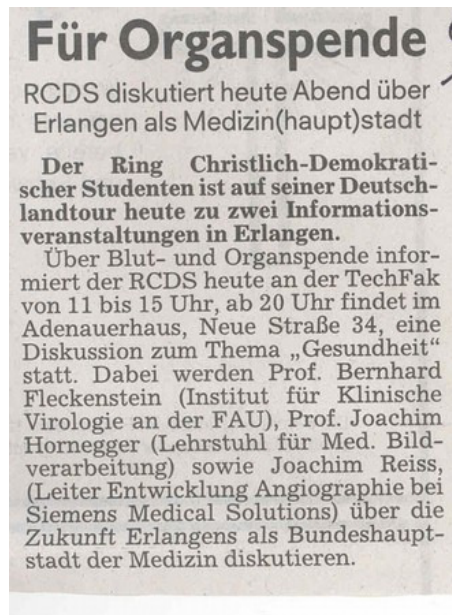 Für Organspende
RCDS diskutiert heute Abend über
Erlangen als Medizin(haupt)stadt
Der Ring Christlich-Demokrati-
scher Studenten ist auf seiner Deutsch-
landtour heute zu zwei Informations-
veranstaltungen in Erlangen.
Über Blut- und Organspende infor-
miert der RCDS heute an der TechFak
von 11 bis 15 Uhr, ab 20 Uhr findet im
Adenauerhaus, Neue Straße 34, eine
Diskussion zum Thema „Gesundheit“
statt. Dabei werden Prof. Bernhard
Fleckenstein (Institut für Klinische
Virologie an der FAU), Prof. Joachim
Hornegger (Lehrstuhl für Med. Bild-
verarbeitung) sowie Joachim Reiss,
(Leiter Entwicklung Angiographie bei
Siemens Medical Solutions) über die
Zukunft Erlangens als Bundeshaupt-
stadt der Medizin diskutieren.